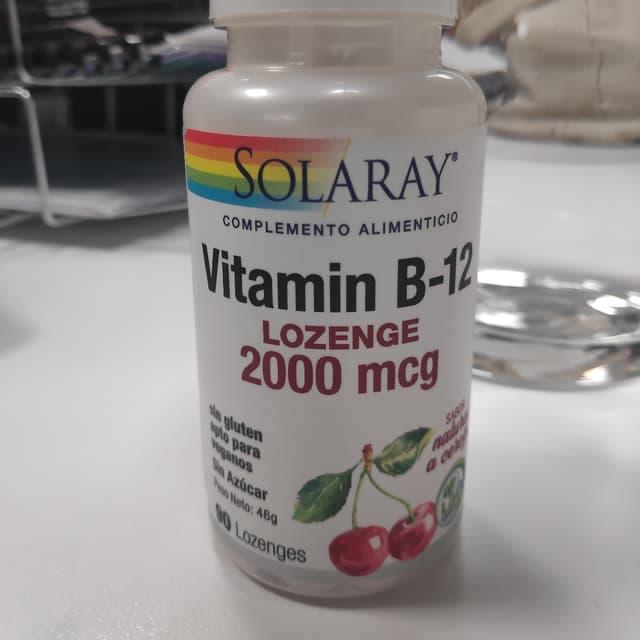 SOLARAY®
COMPLEMENTO ALIMENTICIO
Vitamin B-12
LOZENGE
2000 mcg
sin gluten
apto para
veganos
Sin Azúcar
Peso Neto: 46g
90 Lozenges
SABOR
natural
a